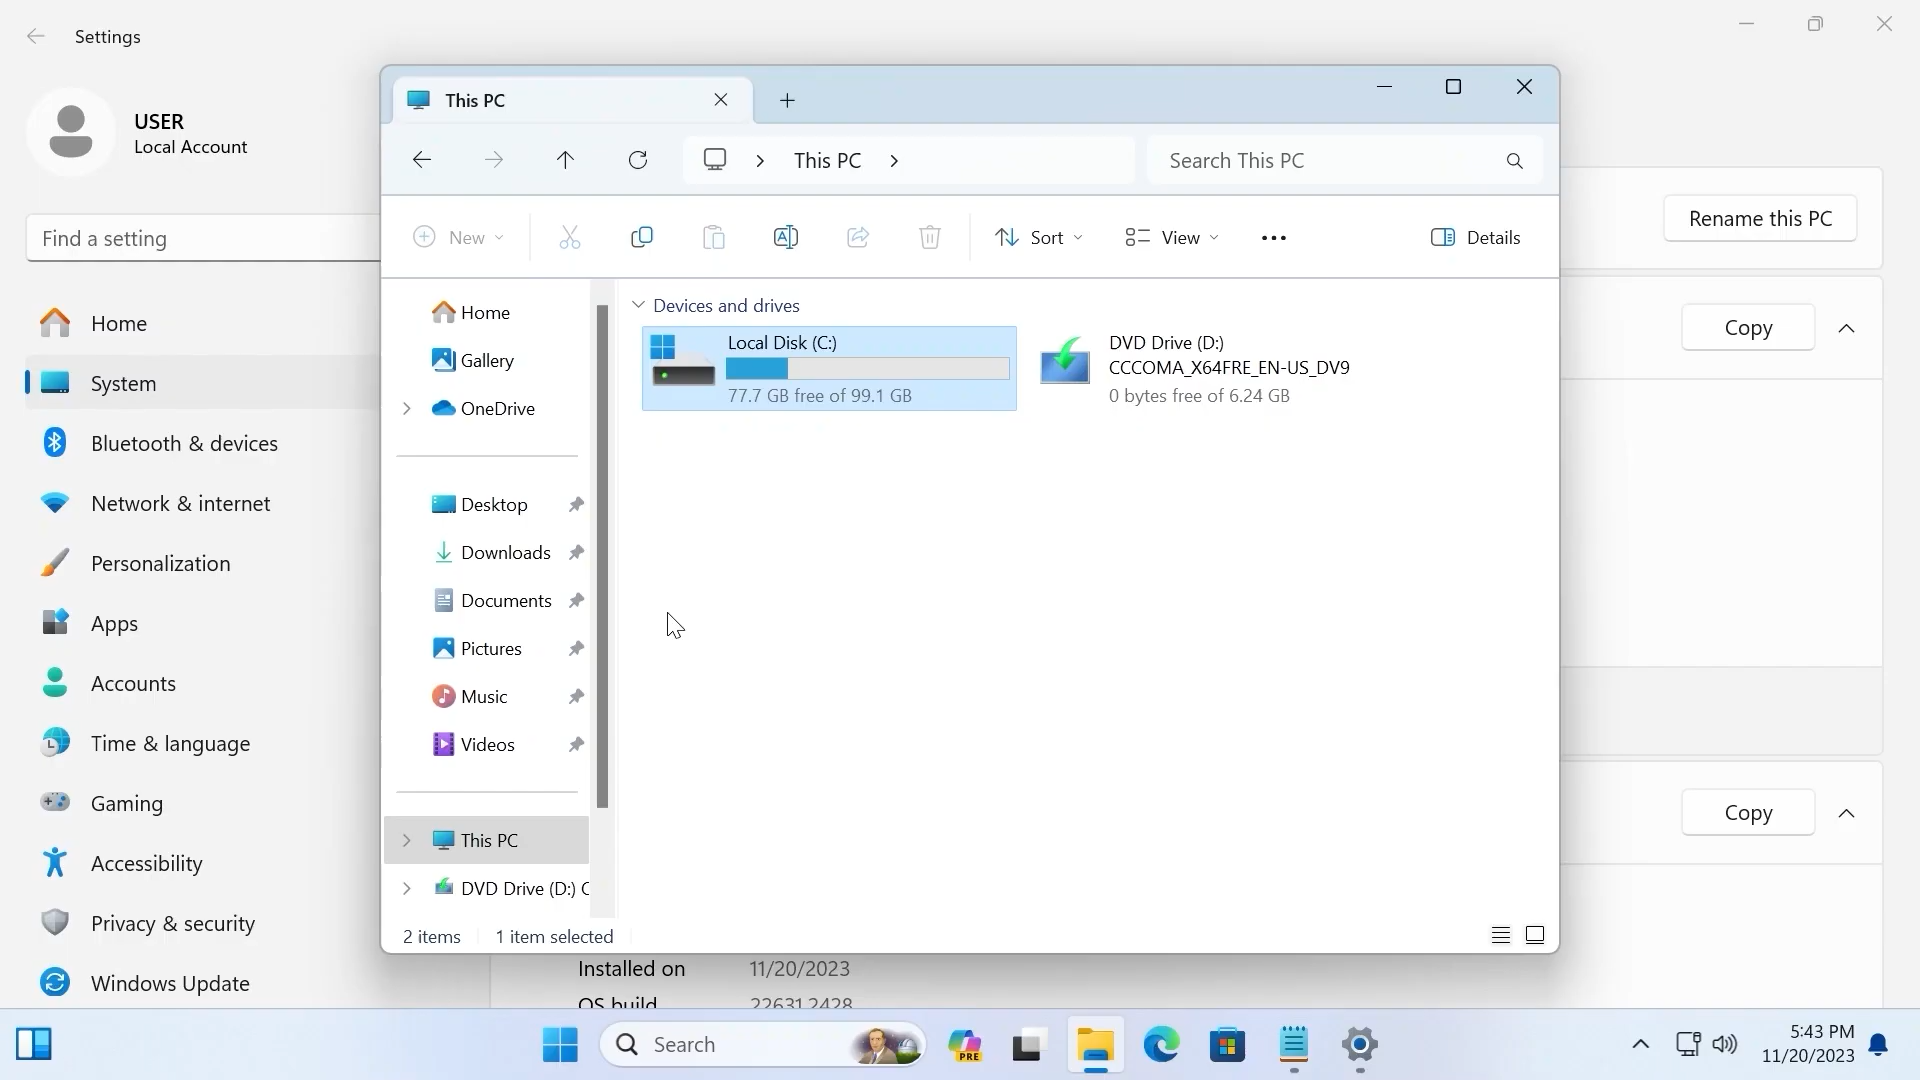 Settings
USER
Local Account
Find a setting
Home
System
Bluetooth & devices
Network & internet
Personalization
Apps
Accounts
Time & language
Gaming
Accessibility
Privacy & security
Windows Update
This PC
This PC
Search This PC
New
Sort
View
Details
Home
Gallery
OneDrive
Desktop
Downloads
Documents
Pictures
Music
Videos
This PC
DVD Drive (D:) C
Devices and drives
Local Disk (C:)
77.7 GB free of 99.1 GB
DVD Drive (D:)
CCCOMA_X64FRE_EN-US_DV9
0 bytes free of 6.24 GB
2 items
1 item selected
Rename this PC
Copy
Copy
Installed on 11/20/2023
OS build 22631.2428
Search
PRE
5:43 PM
11/20/2023